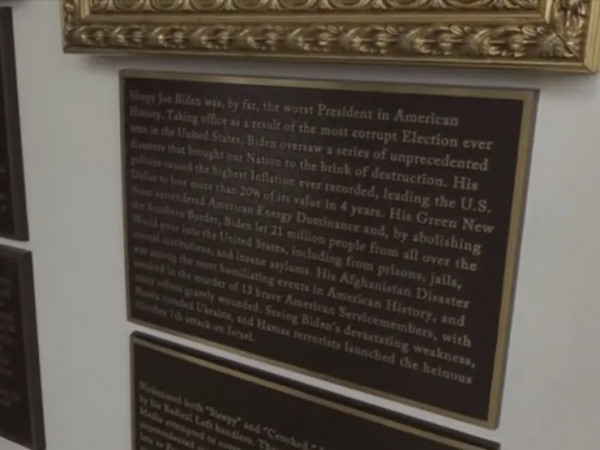 Sleepy Joe Biden was, by far, the worst President in American
History. Taking office as a result of the most corrupt Election ever
seen in the United States, Biden oversaw a series of unprecedented
disasters that brought our Nation to the brink of destruction. His
policies caused the highest Inflation ever recorded, leading the U.S.
Dollar to lose more than 20% of its value in 4 years. His Green New
Scam surrendered American Energy Dominance and, by abolishing
the Southern Border, Biden let 21 million people from all over the
World pour into the United States, including from prisons, jails,
mental institutions, and insane asylums. His Afghanistan Disaster
was among the most humiliating events in American History, and
resulted in the murder of 13 brave American Servicemembers, with
many others gravely wounded. Seeing Biden's devastating weakness,
Russia invaded Ukraine, and Hamas terrorists launched the heinous
October 7th attack on Israel.
Nicknamed both "Sleepy" and "Crooked,"
by his Radical Left handlers.
Media attempted to
unprecedented